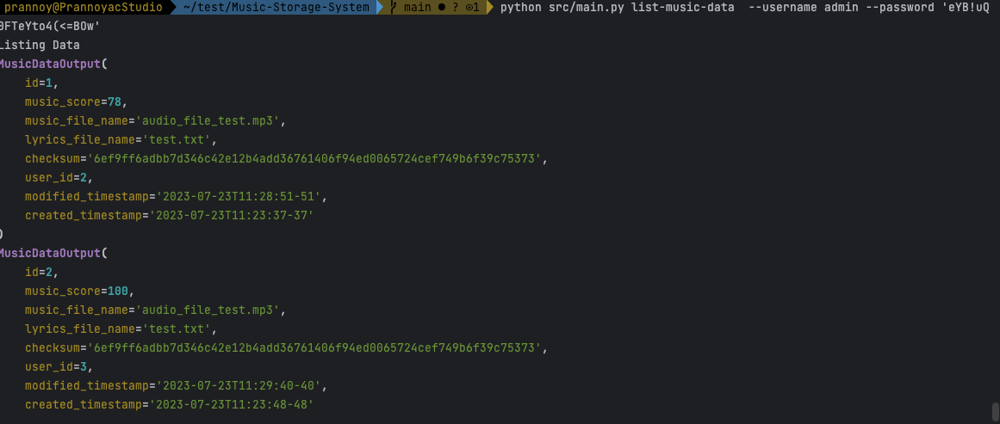 prannoy@PrannoyacStudio ~/test/Music-Storage-System main ● ? ⊙1 python src/main.py list-music-data --username admin --password 'eYB!uQ
0FTeYto4(<=BOw'
Listing Data
MusicDataOutput(
    id=1,
    music_score=78,
    music_file_name='audio_file_test.mp3',
    lyrics_file_name='test.txt',
    checksum='6ef9ff6adbb7d346c42e12b4add36761406f94ed0065724cef749b6f39c75373',
    user_id=2,
    modified_timestamp='2023-07-23T11:28:51-51',
    created_timestamp='2023-07-23T11:23:37-37'
)
MusicDataOutput(
    id=2,
    music_score=100,
    music_file_name='audio_file_test.mp3',
    lyrics_file_name='test.txt',
    checksum='6ef9ff6adbb7d346c42e12b4add36761406f94ed0065724cef749b6f39c75373',
    user_id=3,
    modified_timestamp='2023-07-23T11:29:40-40',
    created_timestamp='2023-07-23T11:23:48-48'